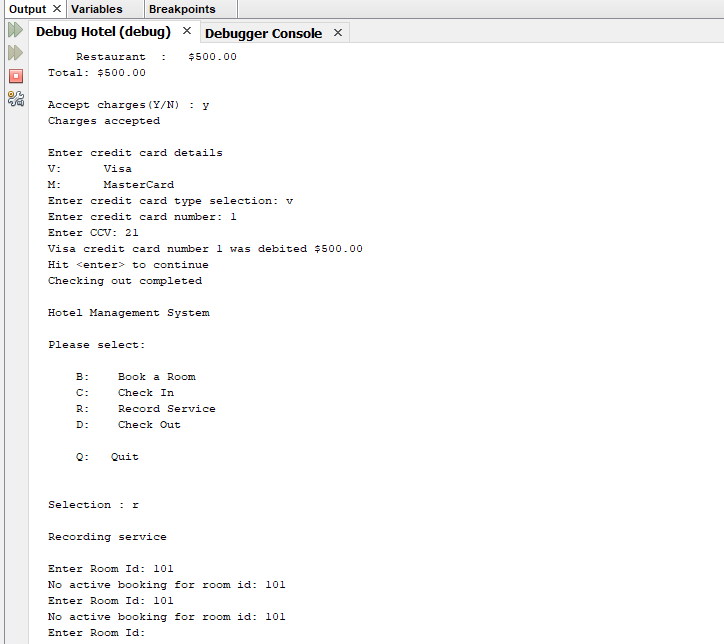 Output Variables Breakpoints
Debug Hotel (debug) Debugger Console
Restaurant : $500.00
Total: $500.00
Accept charges(Y/N) : y
Charges accepted
Enter credit card details
V: Visa
M: MasterCard
Enter credit card type selection: v
Enter credit card number: 1
Enter CCV: 21
Visa credit card number 1 was debited $500.00
Hit <enter> to continue
Checking out completed
Hotel Management System
Please select:
B: Book a Room
C: Check In
R: Record Service
D: Check Out
Q: Quit
Selection : r
Recording service
Enter Room Id: 101
No active booking for room id: 101
Enter Room Id: 101
No active booking for room id: 101
Enter Room Id: